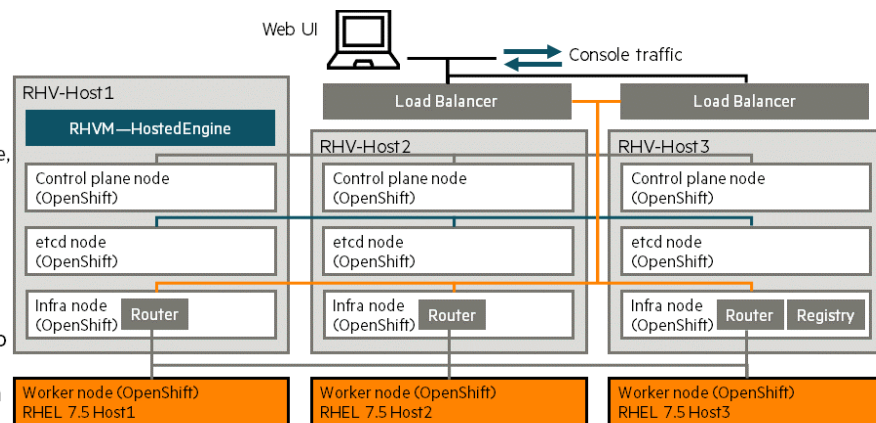 Web UI
Console traffic
Load Balancer
Load Balancer
RHV-Host1
RHVM—HostedEngine
Control plane node
(OpenShift)
etcd node
(OpenShift)
Infra node
(OpenShift)
Router
RHV-Host2
Control plane node
(OpenShift)
etcd node
(OpenShift)
Infra node
(OpenShift)
Router
RHV-Host3
Control plane node
(OpenShift)
etcd node
(OpenShift)
Infra node
(OpenShift)
Router
Registry
Worker node (OpenShift)
RHEL 7.5 Host1
Worker node (OpenShift)
RHEL 7.5 Host2
Worker node (OpenShift)
RHEL 7.5 Host3